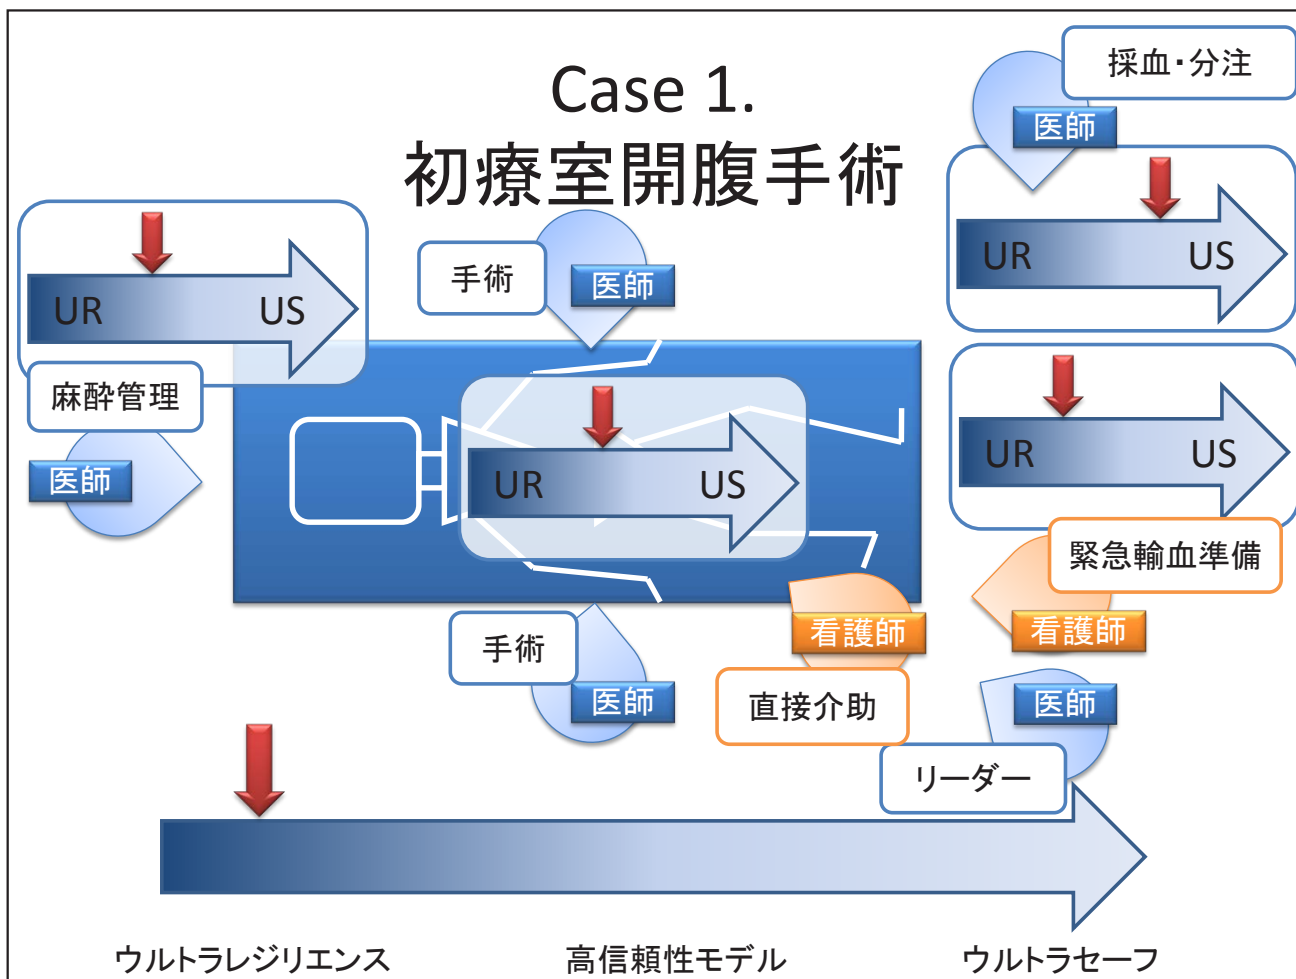 Case 1.
初療室開腹手術
採血・分注
医師
UR US
UR US
麻酔管理
医師
手術
医師
UR US
手術
医師
看護師
直接介助
UR US
緊急輸血準備
看護師
医師
リーダー
ウルトラレジリエンス
高信頼性モデル
ウルトラセーフ